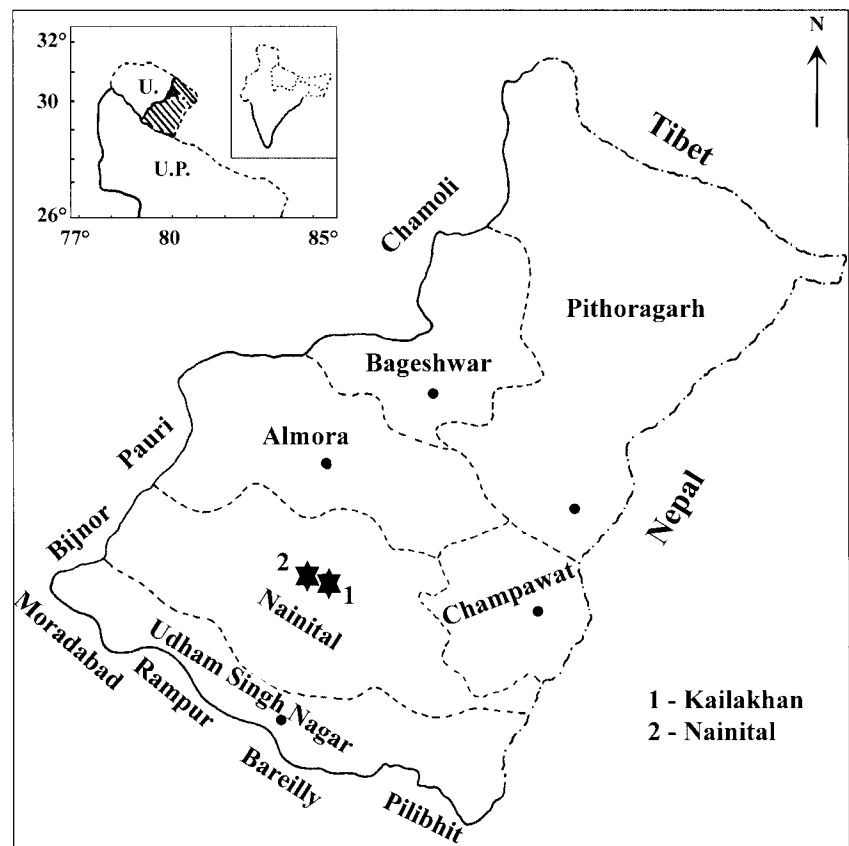 32°
30
26°
77°
80
85°
U.
U.P.
N
Tibet
Chamoli
Pithoragarh
Bageshwar
Pauri
Almora
Nepal
Bijnor
2
1
Nainital
Champawat
Moradabad
Udham Singh Nagar
Rampur
Bareilly
Pilibhit
1 - Kailakhan
2 - Nainital